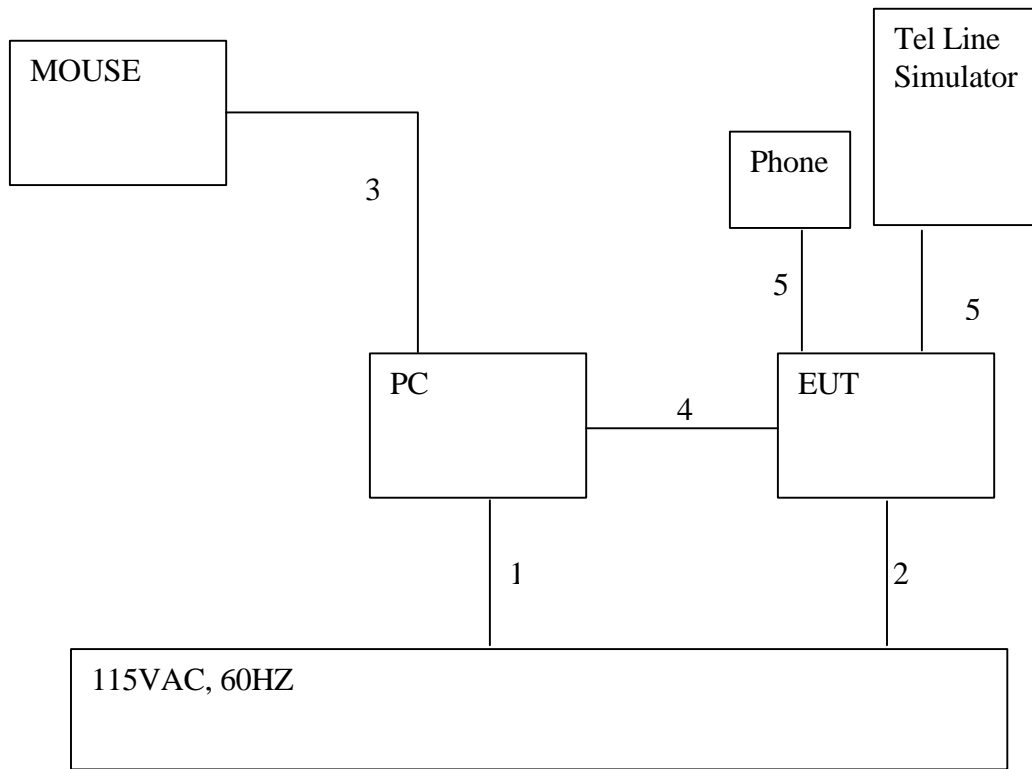 MOUSE
Tel Line
Simulator
Phone
3
5
5
PC
EUT
4
1
2
115VAC, 60HZ